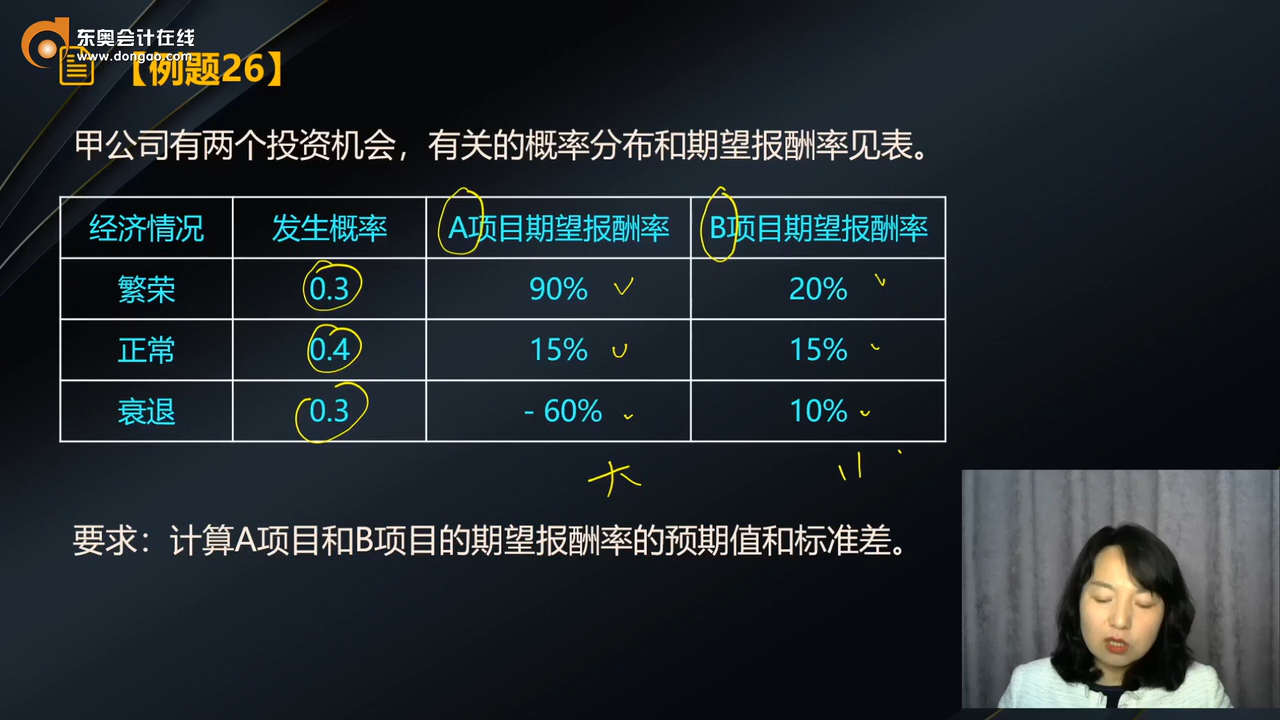 东奥会计在线
www.dongao.com
【例题26】
甲公司有两个投资机会，有关的概率分布和期望报酬率见表。
经济情况 发生概率 A项目期望报酬率 B项目期望报酬率
繁荣 0.3 90% 20%
正常 0.4 15% 15%
衰退 0.3 - 60% 10%
大 小
要求：计算A项目和B项目的期望报酬率的预期值和标准差。